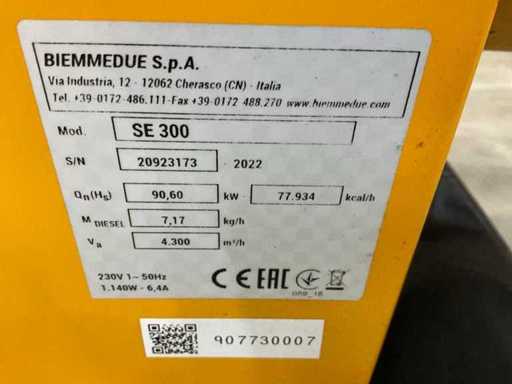 BIEMMEDUE S.p.A.
Via Industria, 12 - 12062 Cherasco (CN) - Italia
Tel. +39-0172-486.111-Fax +39-0172 488.270 www.biemmedue.com
Mod. SE 300
S/N 20923173 - 2022
Qn(Hs) 90,60 kW - 77.934 kcal/h
M DIESEL 7,17 kg/h
Va 4.300 m³/h
230V 1~ 50Hz
1.140W - 6,4A
CE EAC
907730007